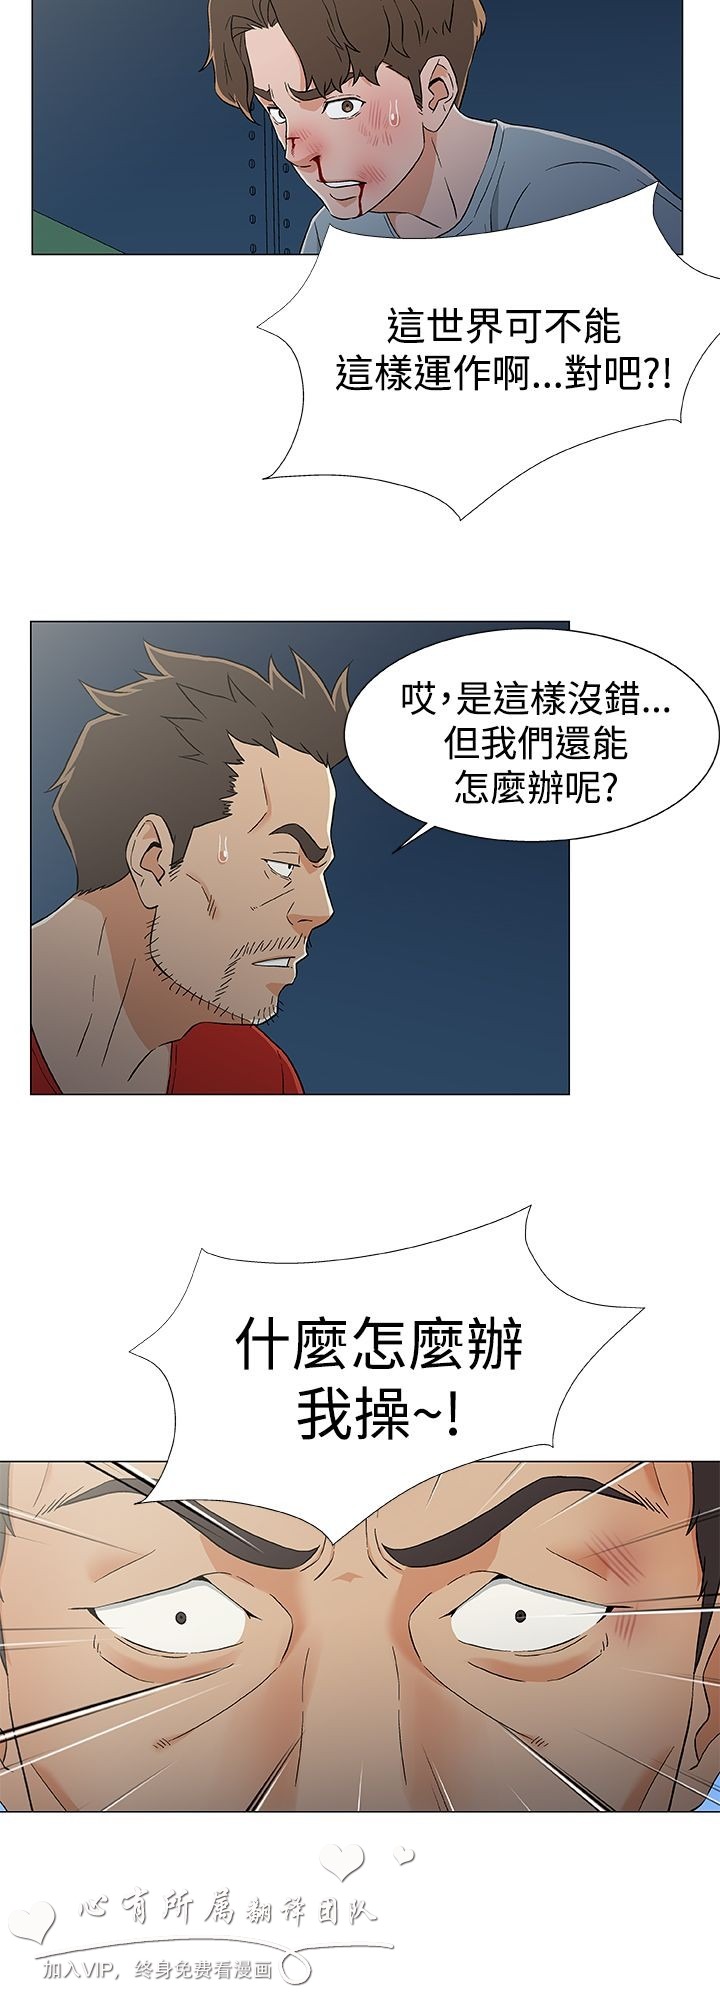 這世界可不能
這樣運作啊...對吧?!
哎,是這樣沒錯...
但我們還能
怎麼辦呢?
什麼怎麼辦
我操~!
心有所属翻译团队
加入VIP，终身免费看漫画